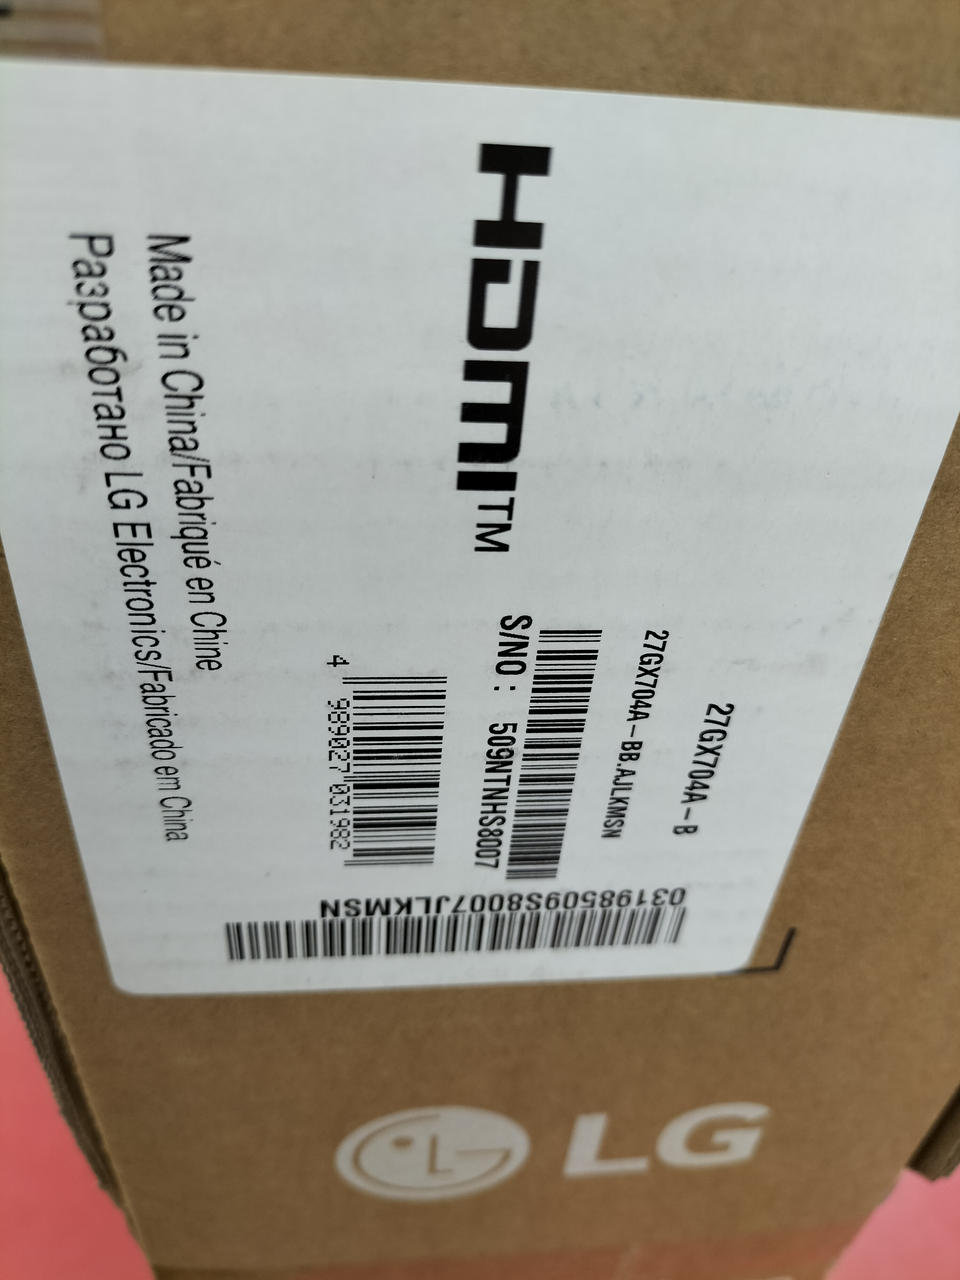 27GX704A-B
27GX704A-BB.AJLKMSN
S/NO : 509NTNHS8007
HDMI™
4 989027 031982
Made in China/Fabriqué en Chine
Разработано LG Electronics/Fabricado em China
03198509S8007JLKMSN
LG